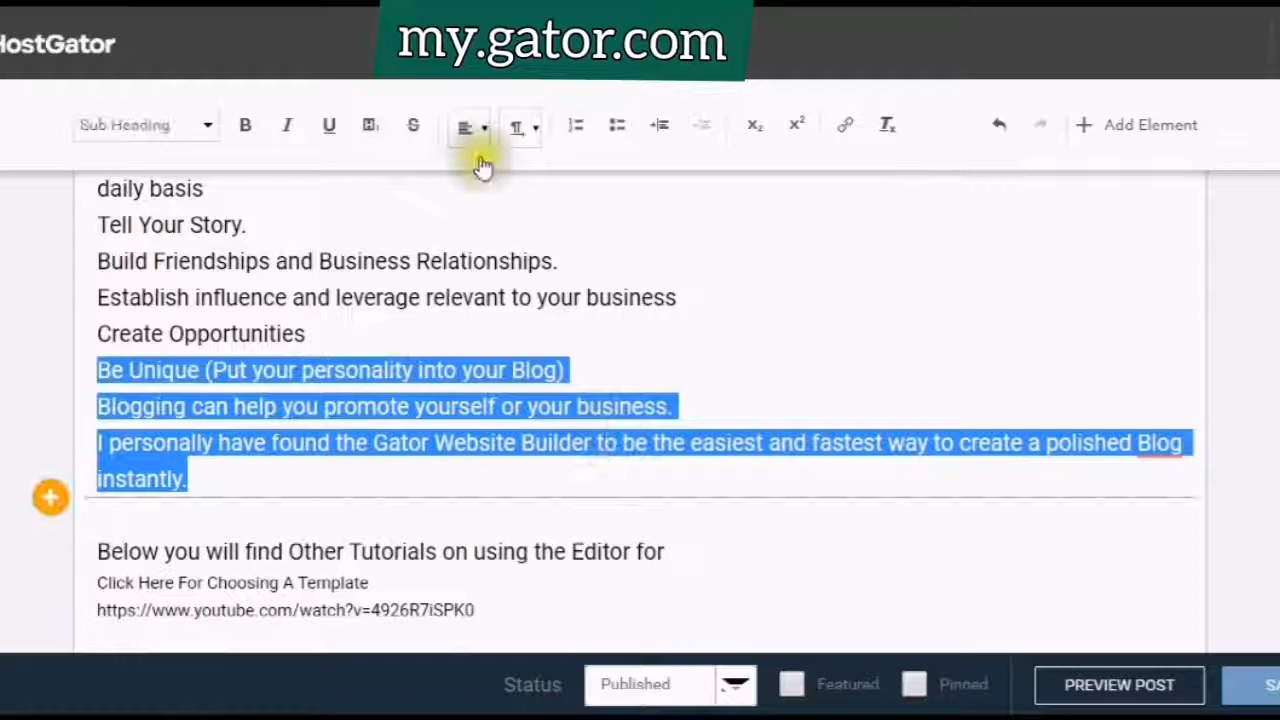 HostGator
my.gator.com
Sub Heading B I U H S x₂ x² Tx + Add Element
daily basis
Tell Your Story.
Build Friendships and Business Relationships.
Establish influence and leverage relevant to your business
Create Opportunities
Be Unique (Put your personality into your Blog)
Blogging can help you promote yourself or your business.
I personally have found the Gator Website Builder to be the easiest and fastest way to create a polished Blog
instantly.
Below you will find Other Tutorials on using the Editor for
Click Here For Choosing A Template
https://www.youtube.com/watch?v=4926R7iSPK0
Status Published Featured Pinned PREVIEW POST SA